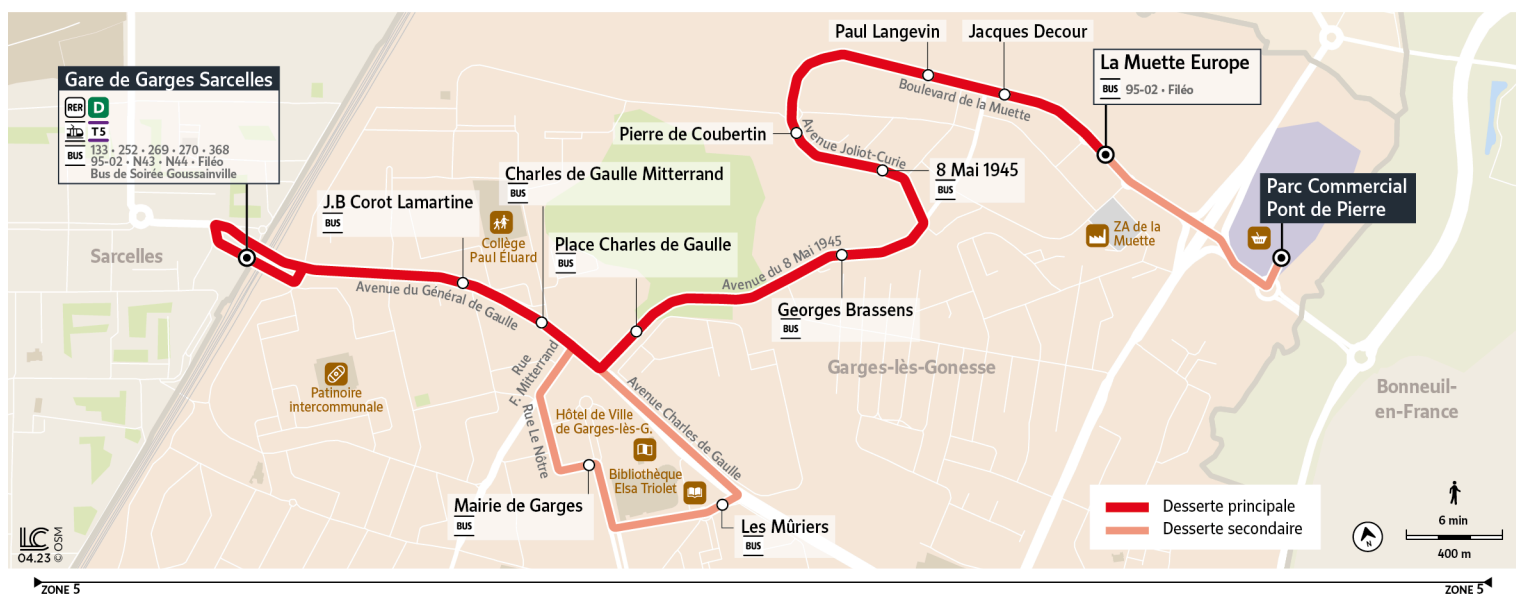 Paul Langevin
Jacques Decour
La Muette Europe
BUS 95-02 • Filéo
Gare de Garges Sarcelles
RER D
T5
BUS
133 • 252 • 269 • 270 • 368
95-02 • N43 • N44 • Filéo
Bus de Soirée Goussainville
Boulevard de la Muette
Pierre de Coubertin
Avenue Joliot-Curie
8 Mai 1945
BUS
Charles de Gaulle Mitterrand
BUS
J.B Corot Lamartine
BUS
Parc Commercial
Pont de Pierre
Collège
Paul Éluard
Place Charles de Gaulle
BUS
ZA de la
Muette
Sarcelles
Avenue du 8 Mai 1945
Avenue du Général de Gaulle
Georges Brassens
BUS
Rue
F. Mitterrand
Garges-lès-Gonesse
Patinoire
intercommunale
Avenue Charles de Gaulle
Bonneuil-
en-France
Rue Le Nôtre
Hôtel de Ville
de Garges-lès-G.
Bibliothèque
Elsa Triolet
Mairie de Garges
BUS
Les Mûriers
BUS
Desserte principale
Desserte secondaire
N
6 min
400 m
LC
04.23 © OSM
ZONE 5
ZONE 5